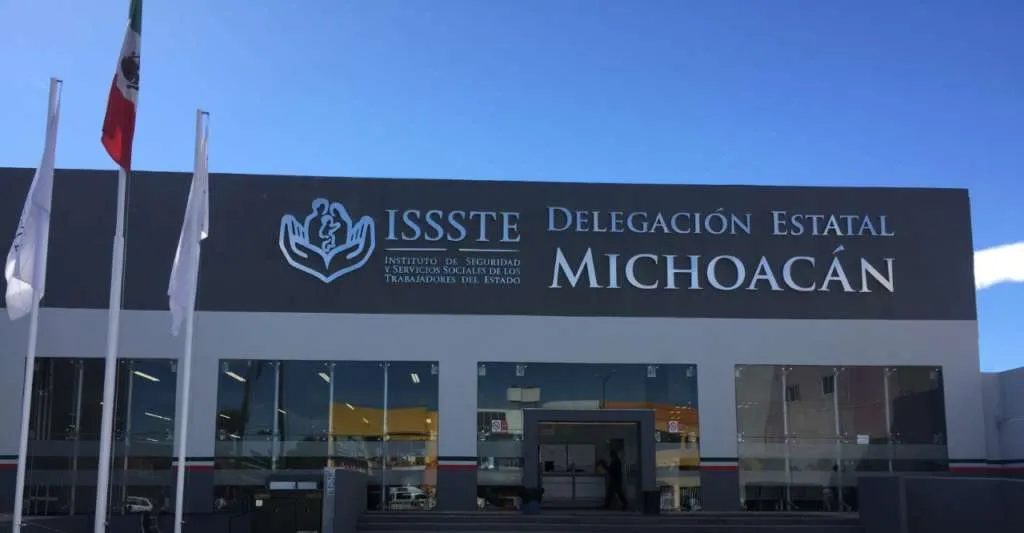 ISSSTE
INSTITUTO DE SEGURIDAD
Y SERVICIOS SOCIALES DE LOS
TRABAJADORES DEL ESTADO
DELEGACIÓN ESTATAL
MICHOACÁN